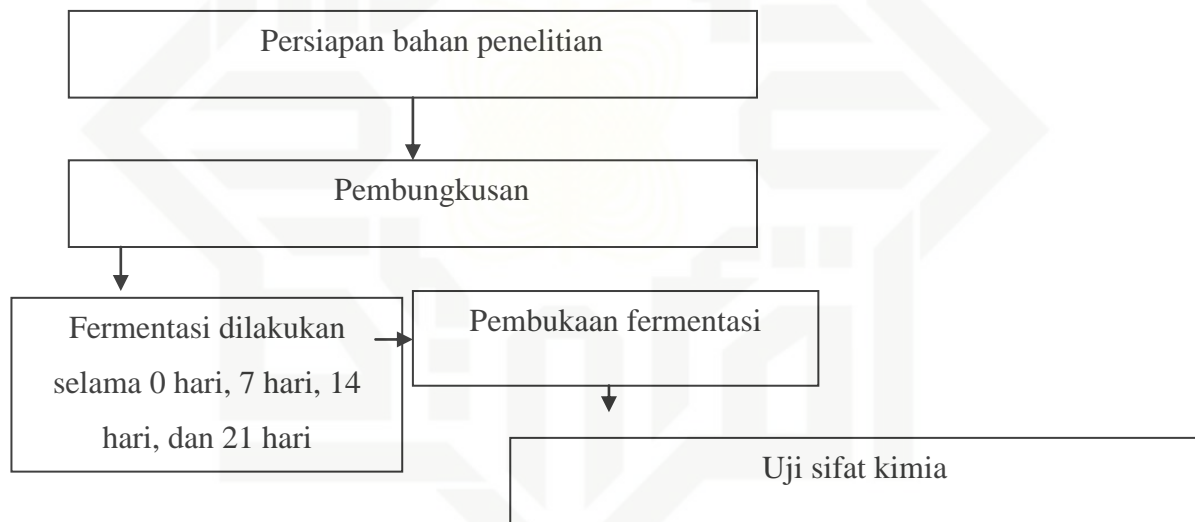 Persiapan bahan penelitian
Pembungkusan
Fermentasi dilakukan
selama 0 hari, 7 hari, 14
hari, dan 21 hari
Pembukaan fermentasi
Uji sifat kimia